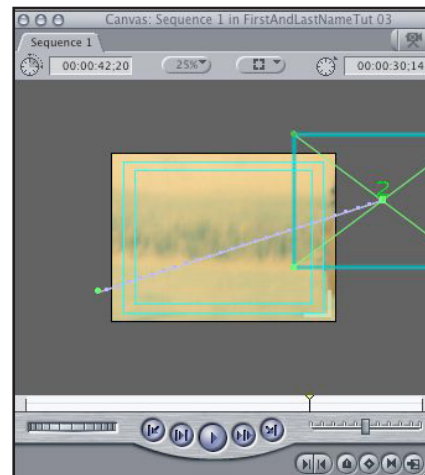 Canvas: Sequence 1 in FirstAndLastNameTut 03
Sequence 1
00:00:42;20
25%
00:00:30;14
2